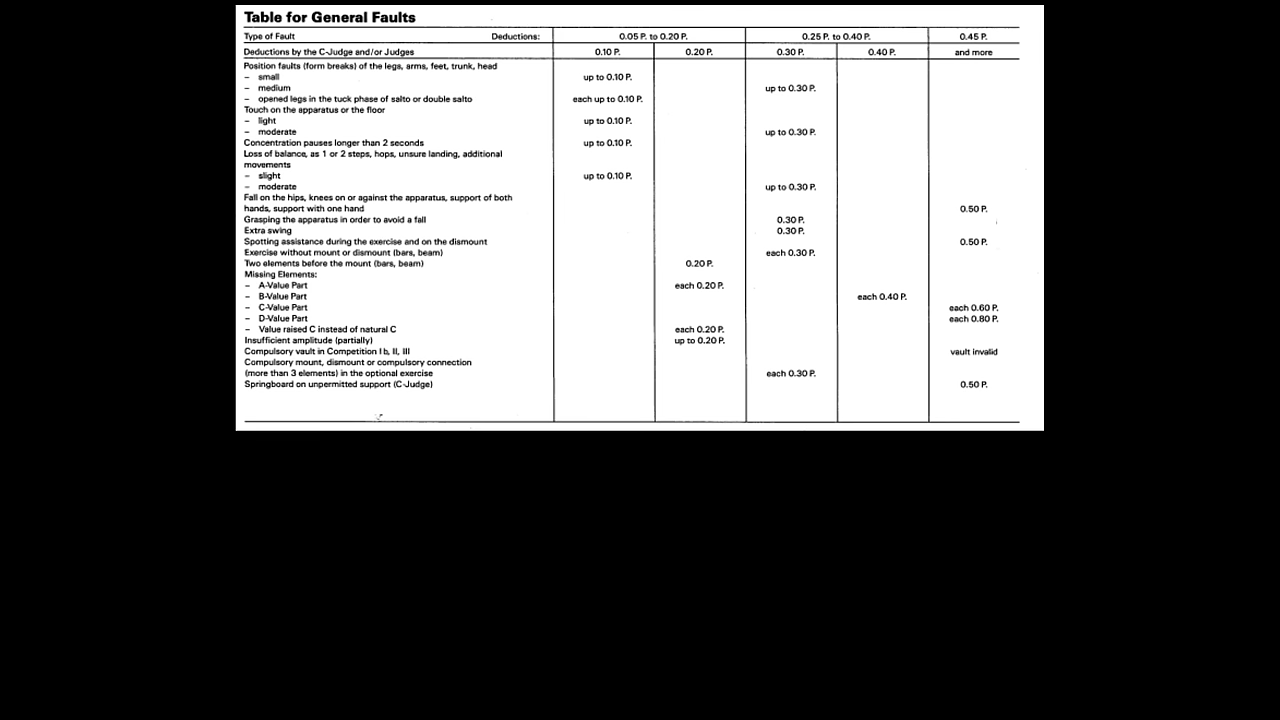 Table for General Faults
Type of Fault Deductions: 0.05 P. to 0.20 P. 0.25 P. to 0.40 P. 0.45 P.
Deductions by the C-Judge and/or Judges 0.10 P. 0.20 P. 0.30 P. 0.40 P. and more
Position faults (form breaks) of the legs, arms, feet, trunk, head
– small up to 0.10 P.
– medium up to 0.30 P.
– opened legs in the tuck phase of salto or double salto each up to 0.10 P.
Touch on the apparatus or the floor
– light up to 0.10 P.
– moderate up to 0.30 P.
Concentration pauses longer than 2 seconds up to 0.10 P.
Loss of balance, as 1 or 2 steps, hops, unsure landing, additional
movements
– slight up to 0.10 P.
– moderate up to 0.30 P.
Fall on the hips, knees on or against the apparatus, support of both
hands, support with one hand 0.50 P.
Grasping the apparatus in order to avoid a fall 0.30 P.
Extra swing 0.30 P.
Spotting assistance during the exercise and on the dismount 0.50 P.
Exercise without mount or dismount (bars, beam) each 0.30 P.
Two elements before the mount (bars, beam) 0.20 P.
Missing Elements:
– A-Value Part each 0.20 P.
– B-Value Part each 0.40 P.
– C-Value Part each 0.60 P.
– D-Value Part each 0.80 P.
– Value raised C instead of natural C each 0.20 P.
Insufficient amplitude (partially) up to 0.20 P.
Compulsory vault in Competition I b, II, III vault invalid
Compulsory mount, dismount or compulsory connection
(more than 3 elements) in the optional exercise each 0.30 P.
Springboard on unpermitted support (C-Judge) 0.50 P.